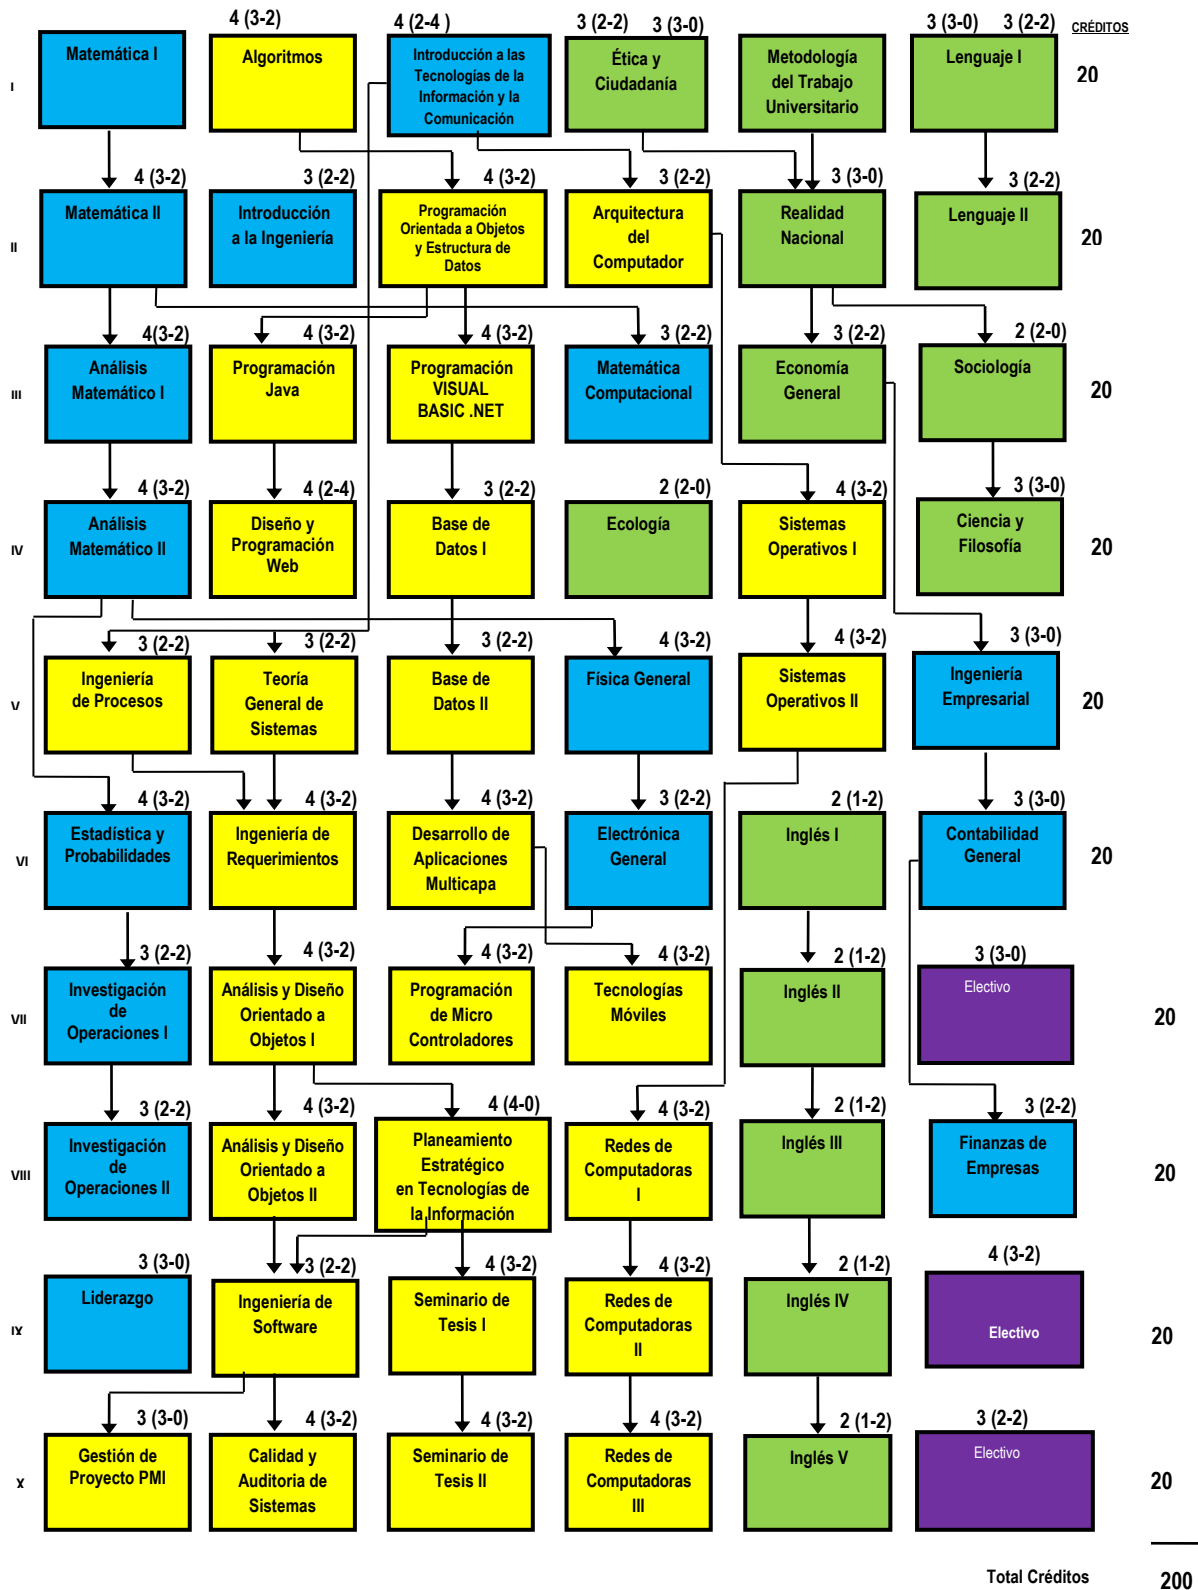 4 (3-2)
4 (2-4 )
3 (2-2)
3 (3-0)
3 (3-0)
3 (2-2)
CRÉDITOS
I
Matemática I
Algoritmos
Introducción a las
Tecnologías de la
Información y la
Comunicación
Ética y
Ciudadanía
Metodología
del Trabajo
Universitario
Lenguaje I
20
4 (3-2)
3 (2-2)
4 (3-2)
3 (2-2)
3 (3-0)
3 (2-2)
II
Matemática II
Introducción
a la Ingeniería
Programación
Orientada a Objetos
y Estructura de
Datos
Arquitectura
del
Computador
Realidad
Nacional
Lenguaje II
20
4(3-2)
4 (3-2)
4 (3-2)
3 (2-2)
3 (2-2)
2 (2-0)
III
Análisis
Matemático I
Programación
Java
Programación
VISUAL
BASIC .NET
Matemática
Computacional
Economía
General
Sociología
20
4 (3-2)
4 (2-4)
3 (2-2)
2 (2-0)
4 (3-2)
3 (3-0)
IV
Análisis
Matemático II
Diseño y
Programación
Web
Base de
Datos I
Ecología
Sistemas
Operativos I
Ciencia y
Filosofía
20
3 (2-2)
3 (2-2)
3 (2-2)
4 (3-2)
4 (3-2)
3 (3-0)
V
Ingeniería
de Procesos
Teoría
General de
Sistemas
Base de
Datos II
Física General
Sistemas
Operativos II
Ingeniería
Empresarial
20
4 (3-2)
4 (3-2)
4 (3-2)
3 (2-2)
2 (1-2)
3 (3-0)
VI
Estadística y
Probabilidades
Ingeniería de
Requerimientos
Desarrollo de
Aplicaciones
Multicapa
Electrónica
General
Inglés I
Contabilidad
General
20
3 (2-2)
4 (3-2)
4 (3-2)
4 (3-2)
2 (1-2)
3 (3-0)
VII
Investigación
de
Operaciones I
Análisis y Diseño
Orientado a
Objetos I
Programación
de Micro
Controladores
Tecnologías
Móviles
Inglés II
Electivo
20
3 (2-2)
4 (3-2)
4 (4-0)
4 (3-2)
2 (1-2)
3 (2-2)
VIII
Investigación
de
Operaciones II
Análisis y Diseño
Orientado a
Objetos II
Planeamiento
Estratégico
en Tecnologías de
la Información
Redes de
Computadoras
I
Inglés III
Finanzas de
Empresas
20
3 (3-0)
3 (2-2)
4 (3-2)
4 (3-2)
2 (1-2)
4 (3-2)
IX
Liderazgo
Ingeniería de
Software
Seminario de
Tesis I
Redes de
Computadoras
II
Inglés IV
Electivo
20
3 (3-0)
4 (3-2)
4 (3-2)
4 (3-2)
2 (1-2)
3 (2-2)
X
Gestión de
Proyecto PMI
Calidad y
Auditoria de
Sistemas
Seminario de
Tesis II
Redes de
Computadoras
III
Inglés V
Electivo
20
Total Créditos
200